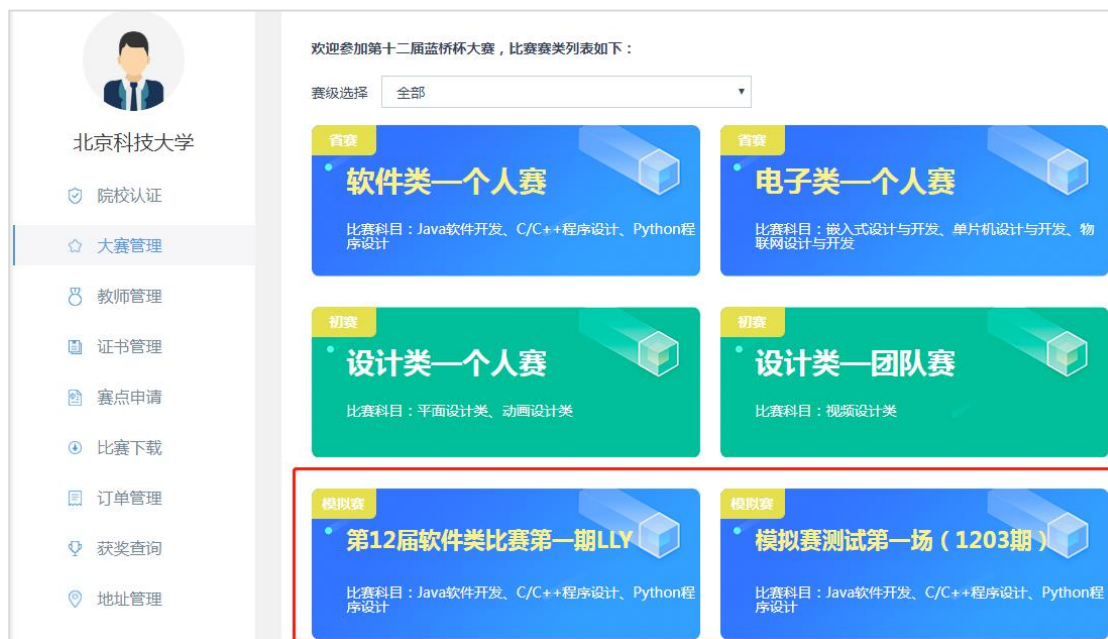 欢迎参加第十二届蓝桥杯大赛，比赛赛类列表如下：
赛级选择 全部
北京科技大学
院校认证
大赛管理
教师管理
证书管理
赛点申请
比赛下载
订单管理
获奖查询
地址管理
省赛
软件类—个人赛
比赛科目：Java软件开发、C/C++程序设计、Python程
序设计
省赛
电子类—个人赛
比赛科目：嵌入式设计与开发、单片机设计与开发、物
联网设计与开发
初赛
设计类—个人赛
比赛科目：平面设计类、动画设计类
初赛
设计类—团队赛
比赛科目：视频设计类
模拟赛
第12届软件类比赛第一期LLY
比赛科目：Java软件开发、C/C++程序设计、Python程
序设计
模拟赛
模拟赛测试第一场（1203期）
比赛科目：Java软件开发、C/C++程序设计、Python程
序设计